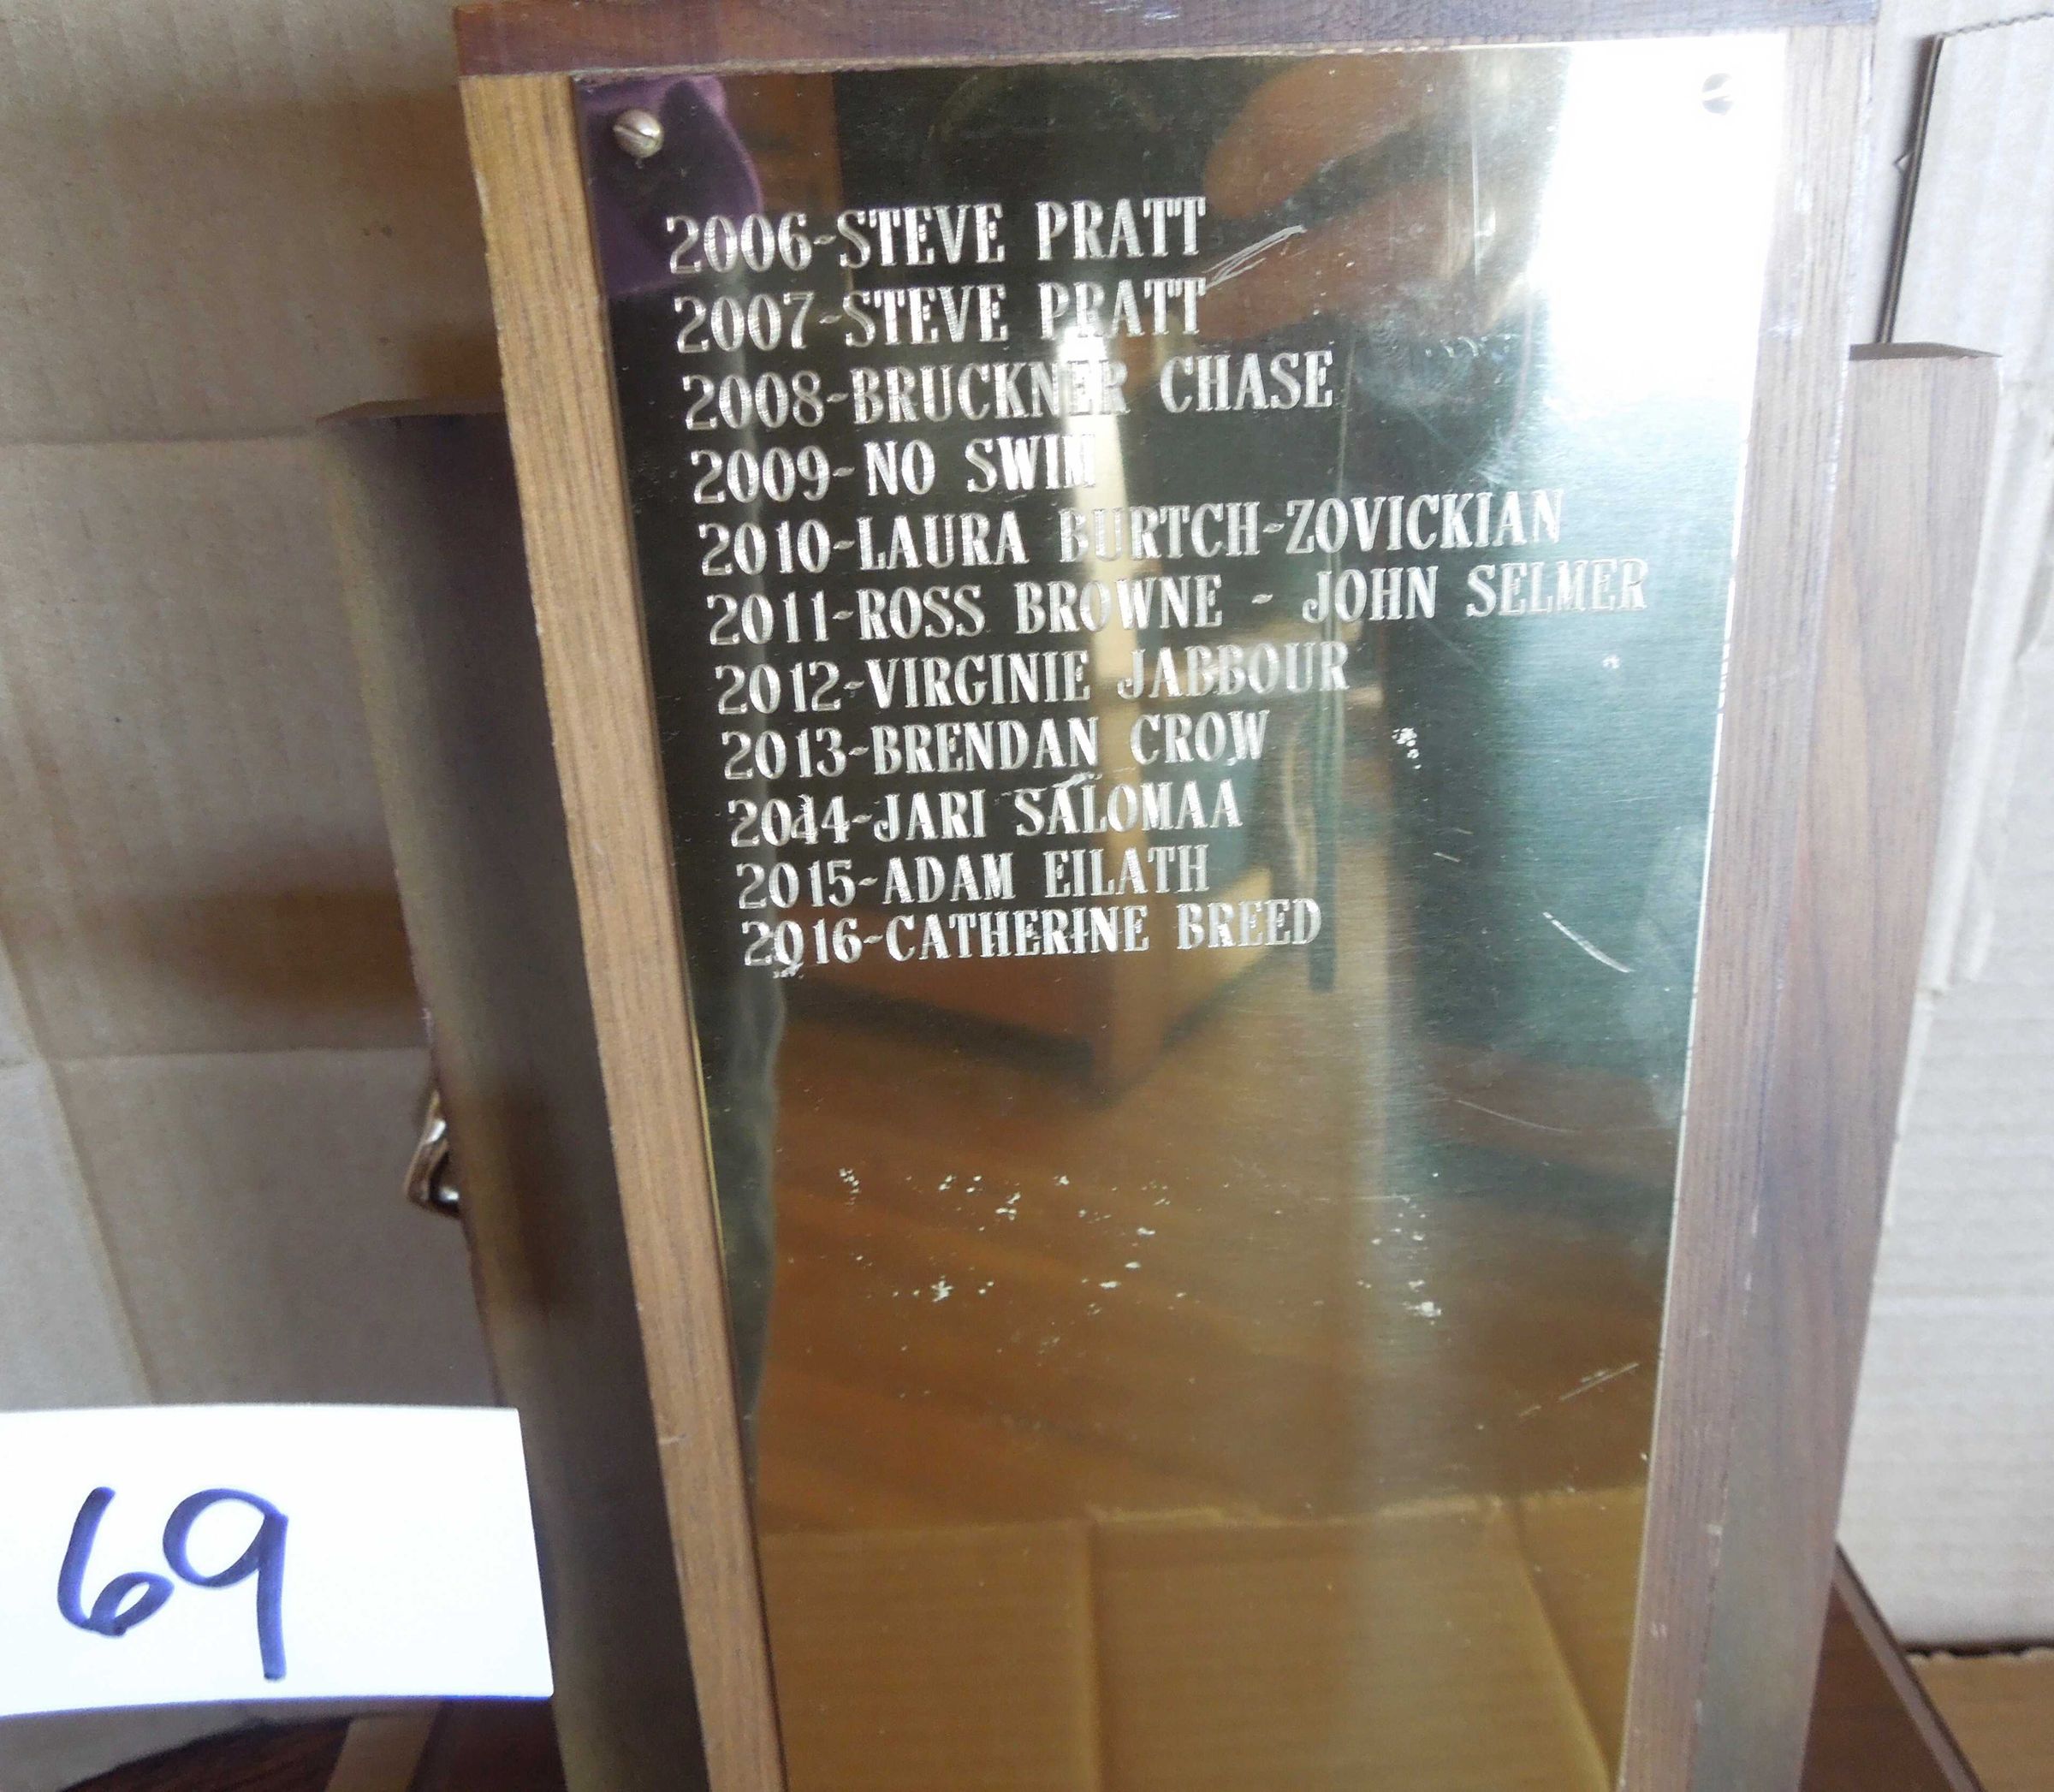 2006-STEVE PRATT
2007-STEVE PRATT
2008-BRUCKNER CHASE
2009-NO SWIM
2010-LAURA BURTCH-ZOVICKIAN
2011-ROSS BROWNE - JOHN SELMER
2012-VIRGINIE JABBOUR
2013-BRENDAN CROW
2014-JARI SALOMAA
2015-ADAM EILATH
2016-CATHERINE BREED
69